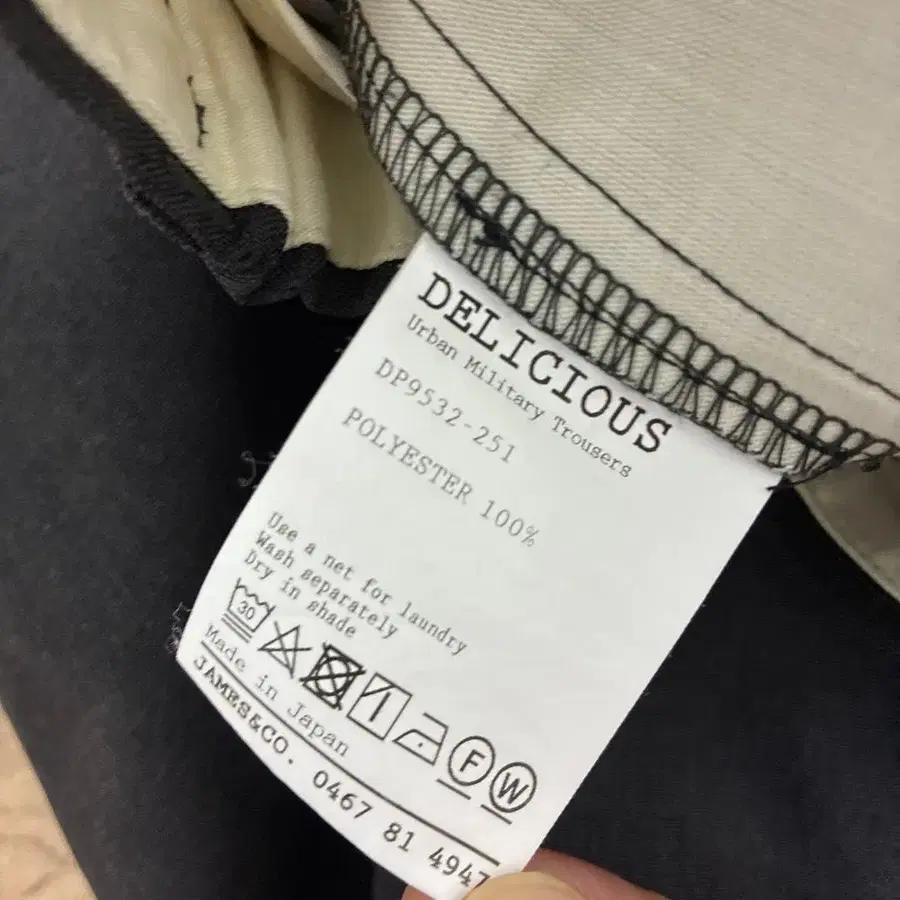 DELICIOUS
Urban Military Trousers
DP9532-251
POLYESTER 100%
Use a net for laundry
Wash separately
Dry in shade
30
F W
Made in Japan
JAMES&CO. 0467 81 4947